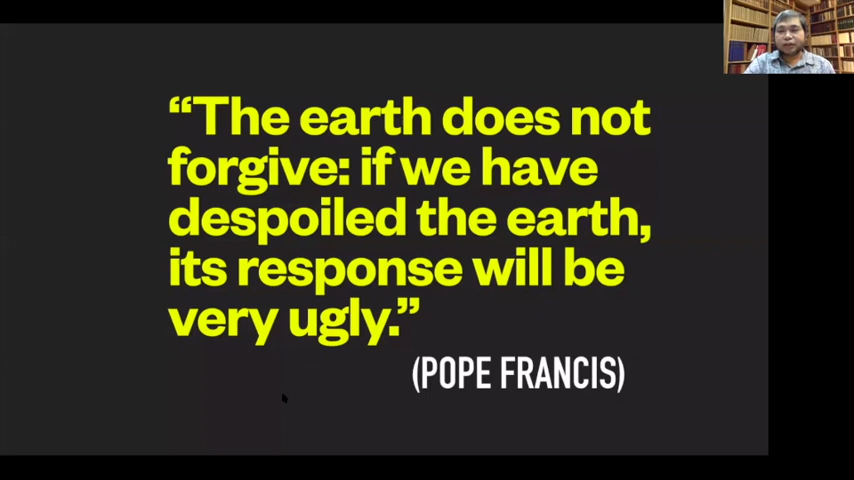 “The earth does not
forgive: if we have
despoiled the earth,
its response will be
very ugly.”
(POPE FRANCIS)